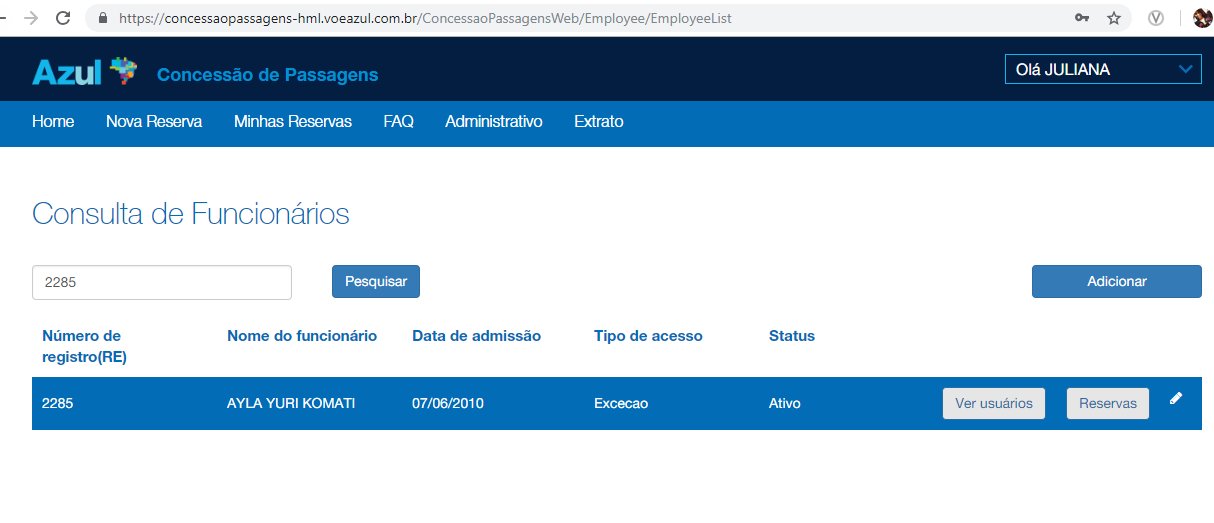 https://concessaopassagens-hml.voeazul.com.br/ConcessaoPassagensWeb/Employee/EmployeeList
Azul Concessão de Passagens Olá JULIANA
Home Nova Reserva Minhas Reservas FAQ Administrativo Extrato
Consulta de Funcionários
2285 Pesquisar Adicionar
Número de registro(RE) Nome do funcionário Data de admissão Tipo de acesso Status
2285 AYLA YURI KOMATI 07/06/2010 Excecao Ativo Ver usuários Reservas